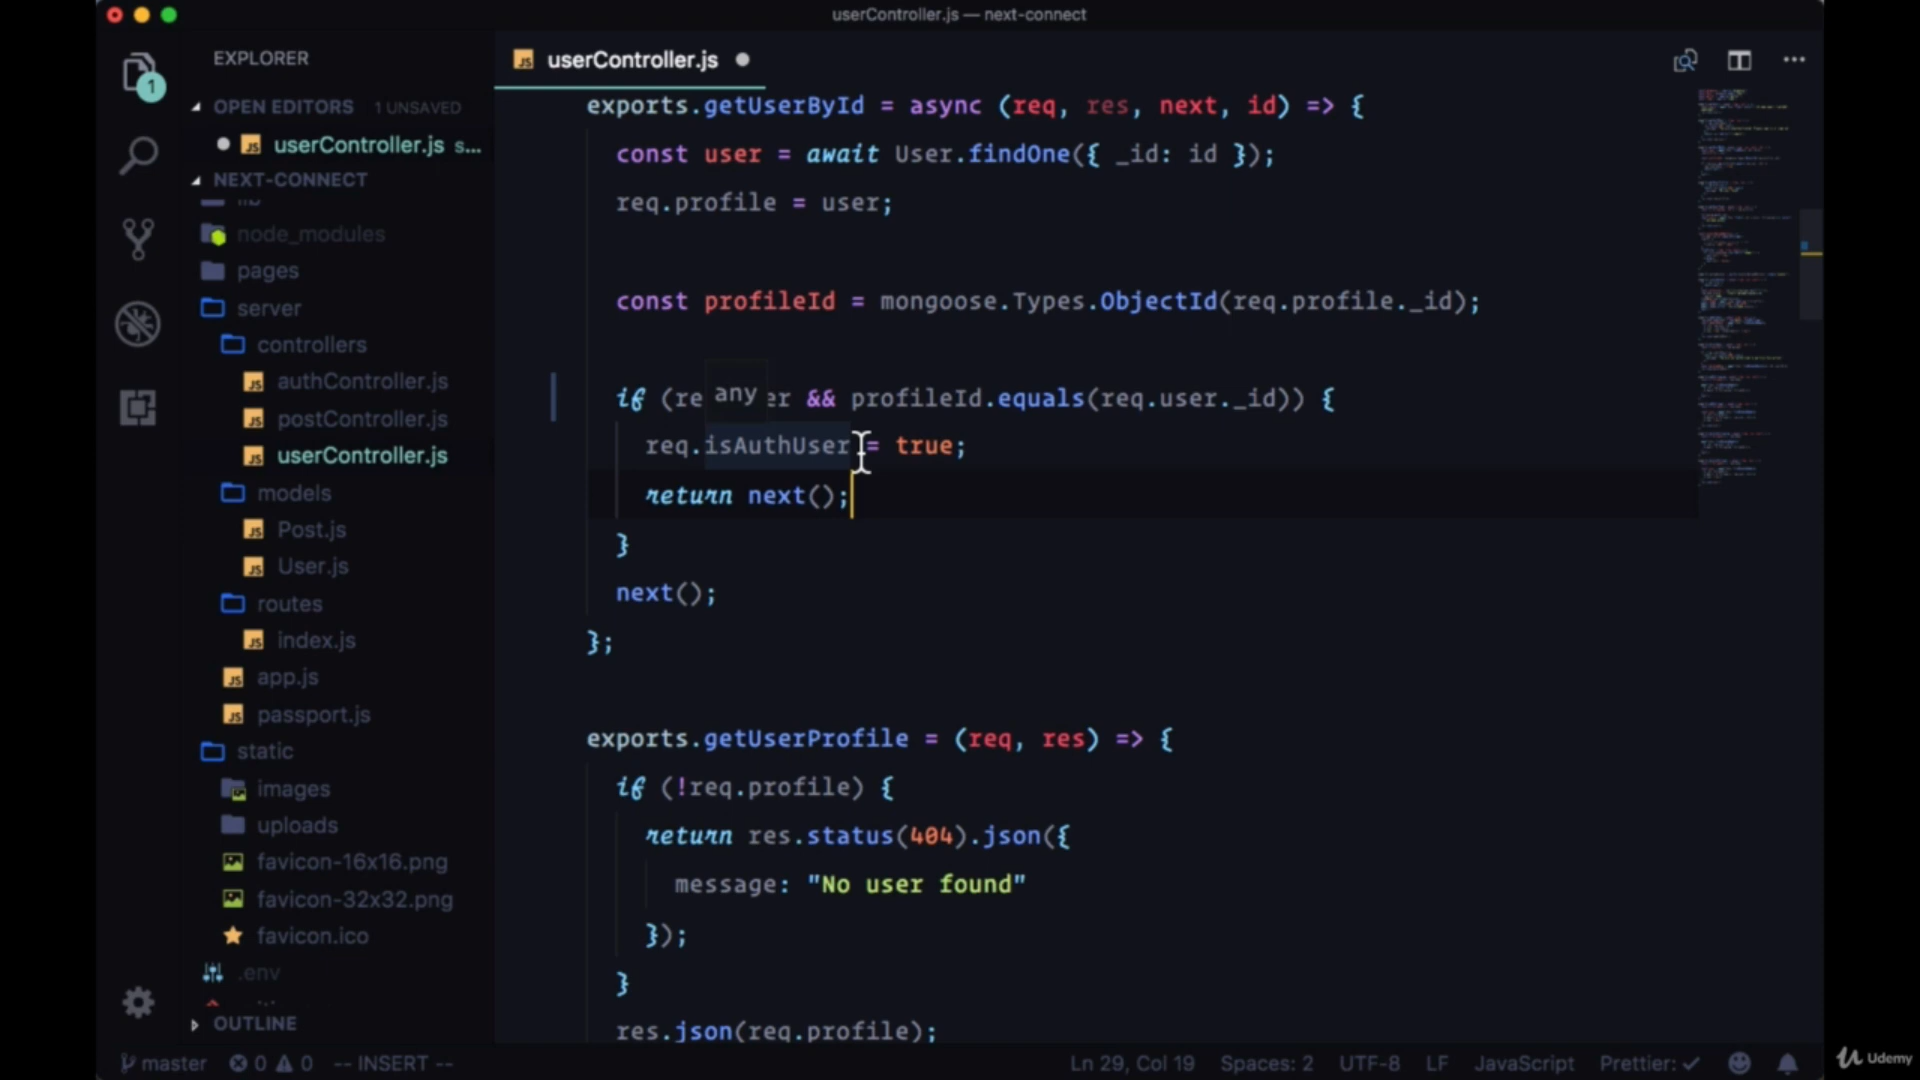 userController.js — next-connect
EXPLORER
OPEN EDITORS 1 UNSAVED
userController.js s...
NEXT-CONNECT
lib
node_modules
pages
server
controllers
authController.js
postController.js
userController.js
models
Post.js
User.js
routes
index.js
app.js
passport.js
static
images
uploads
favicon-16x16.png
favicon-32x32.png
favicon.ico
.env
OUTLINE
1
userController.js
exports.getUserById = async (req, res, next, id) => {
const user = await User.findOne({ _id: id });
req.profile = user;
const profileId = mongoose.Types.ObjectId(req.profile._id);
any
if (re er && profileId.equals(req.user._id)) {
req.isAuthUser = true;
return next();
}
next();
};
exports.getUserProfile = (req, res) => {
if (!req.profile) {
return res.status(404).json({
message: "No user found"
});
}
res.json(req.profile);
master 0 0 -- INSERT -- Ln 29, Col 19 Spaces: 2 UTF-8 LF JavaScript Prettier: ✓
Udemy